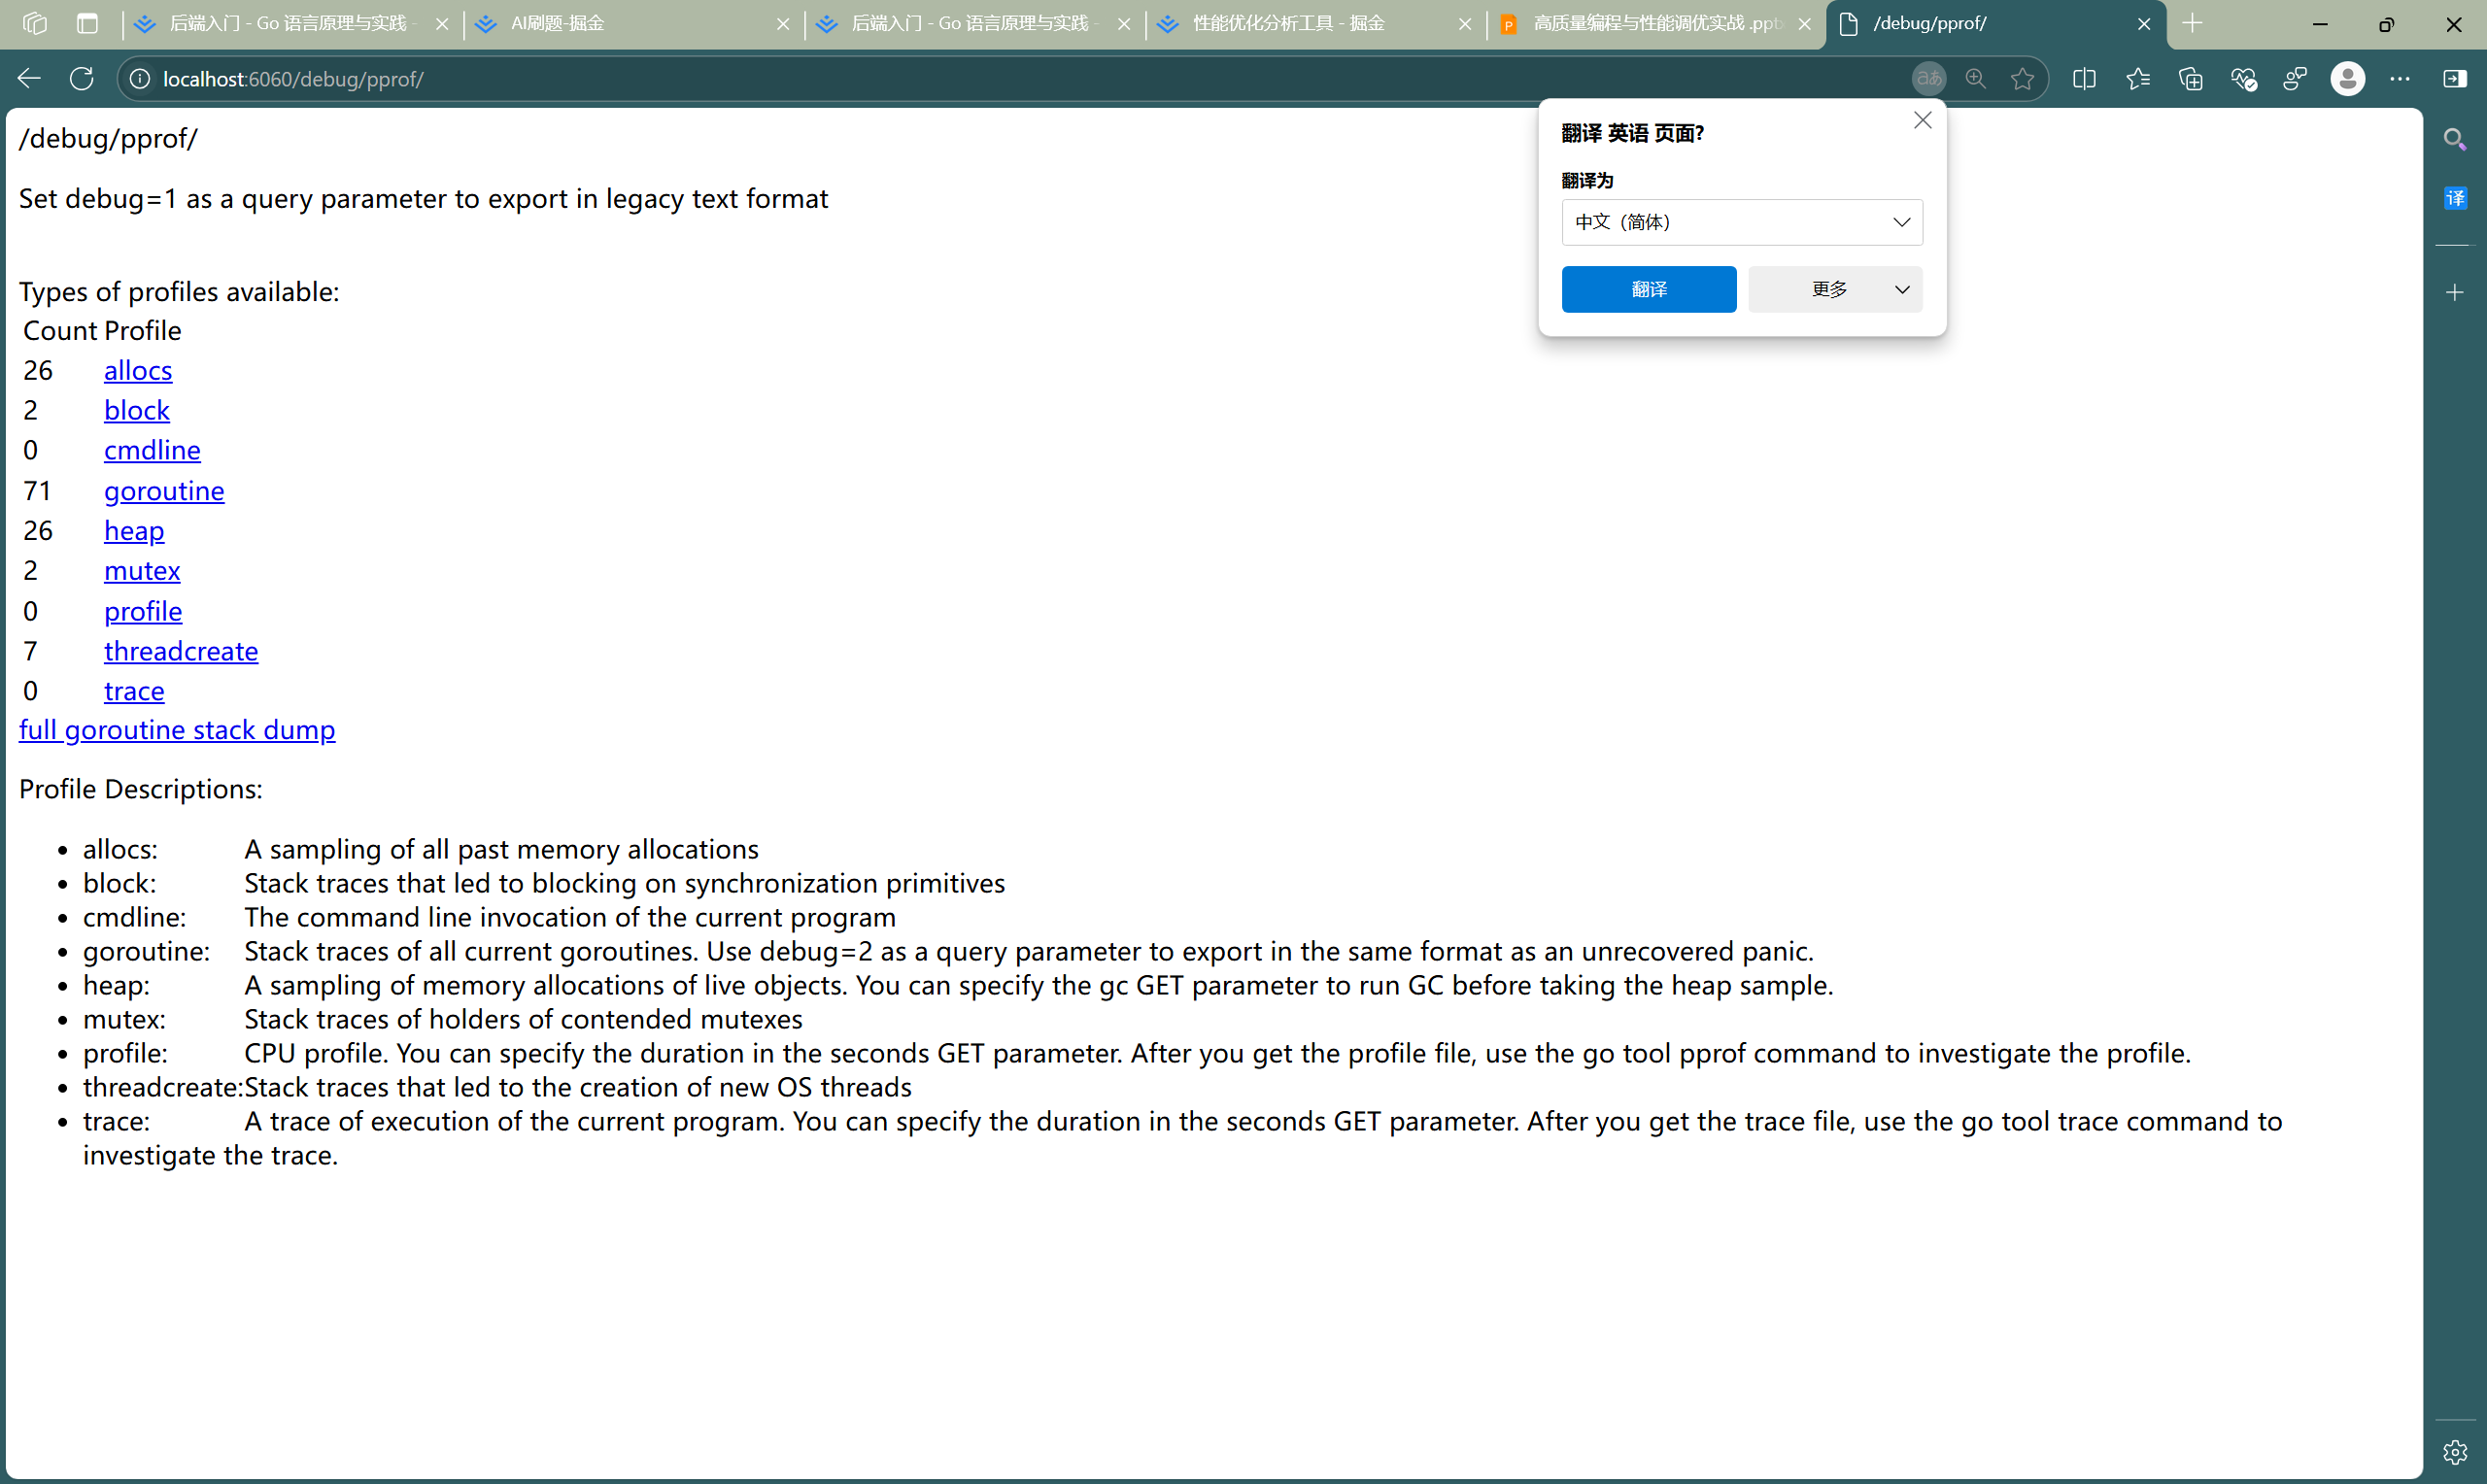 后端入门 - Go 语言原理与实践 -
AI刷题-掘金
后端入门 - Go 语言原理与实践 -
性能优化分析工具 - 掘金
高质量编程与性能调优实战 .pptx
/debug/pprof/
localhost:6060/debug/pprof/
翻译 英语 页面?
翻译为
中文 (简体)
翻译
更多
译
/debug/pprof/
Set debug=1 as a query parameter to export in legacy text format
Types of profiles available:
Count Profile
26 allocs
2 block
0 cmdline
71 goroutine
26 heap
2 mutex
0 profile
7 threadcreate
0 trace
full goroutine stack dump
Profile Descriptions:
allocs: A sampling of all past memory allocations
block: Stack traces that led to blocking on synchronization primitives
cmdline: The command line invocation of the current program
goroutine: Stack traces of all current goroutines. Use debug=2 as a query parameter to export in the same format as an unrecovered panic.
heap: A sampling of memory allocations of live objects. You can specify the gc GET parameter to run GC before taking the heap sample.
mutex: Stack traces of holders of contended mutexes
profile: CPU profile. You can specify the duration in the seconds GET parameter. After you get the profile file, use the go tool pprof command to investigate the profile.
threadcreate: Stack traces that led to the creation of new OS threads
trace: A trace of execution of the current program. You can specify the duration in the seconds GET parameter. After you get the trace file, use the go tool trace command to
investigate the trace.